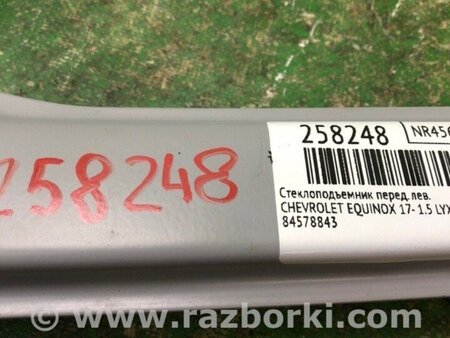 258248
258248
NR456
Стеклоподъемник перед. лев.
CHEVROLET EQUINOX 17- 1.5 LYX
84578843
www.razborki.com